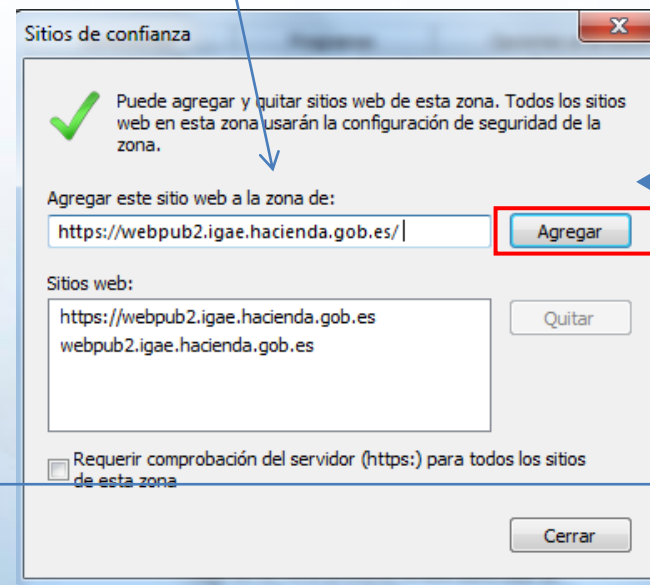 Sitios de confianza
Puede agregar y quitar sitios web de esta zona. Todos los sitios
web en esta zona usarán la configuración de seguridad de la
zona.
Agregar este sitio web a la zona de:
https://webpub2.igae.hacienda.gob.es/
Agregar
Sitios web:
https://webpub2.igae.hacienda.gob.es
webpub2.igae.hacienda.gob.es
Quitar
Requerir comprobación del servidor (https:) para todos los sitios
de esta zona
Cerrar